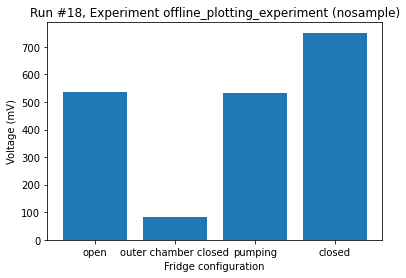 Run #18, Experiment offline_plotting_experiment (nosample)
700
600
500
400
300
200
100
0
Voltage (mV)
open outer chamber closed pumping closed
Fridge configuration